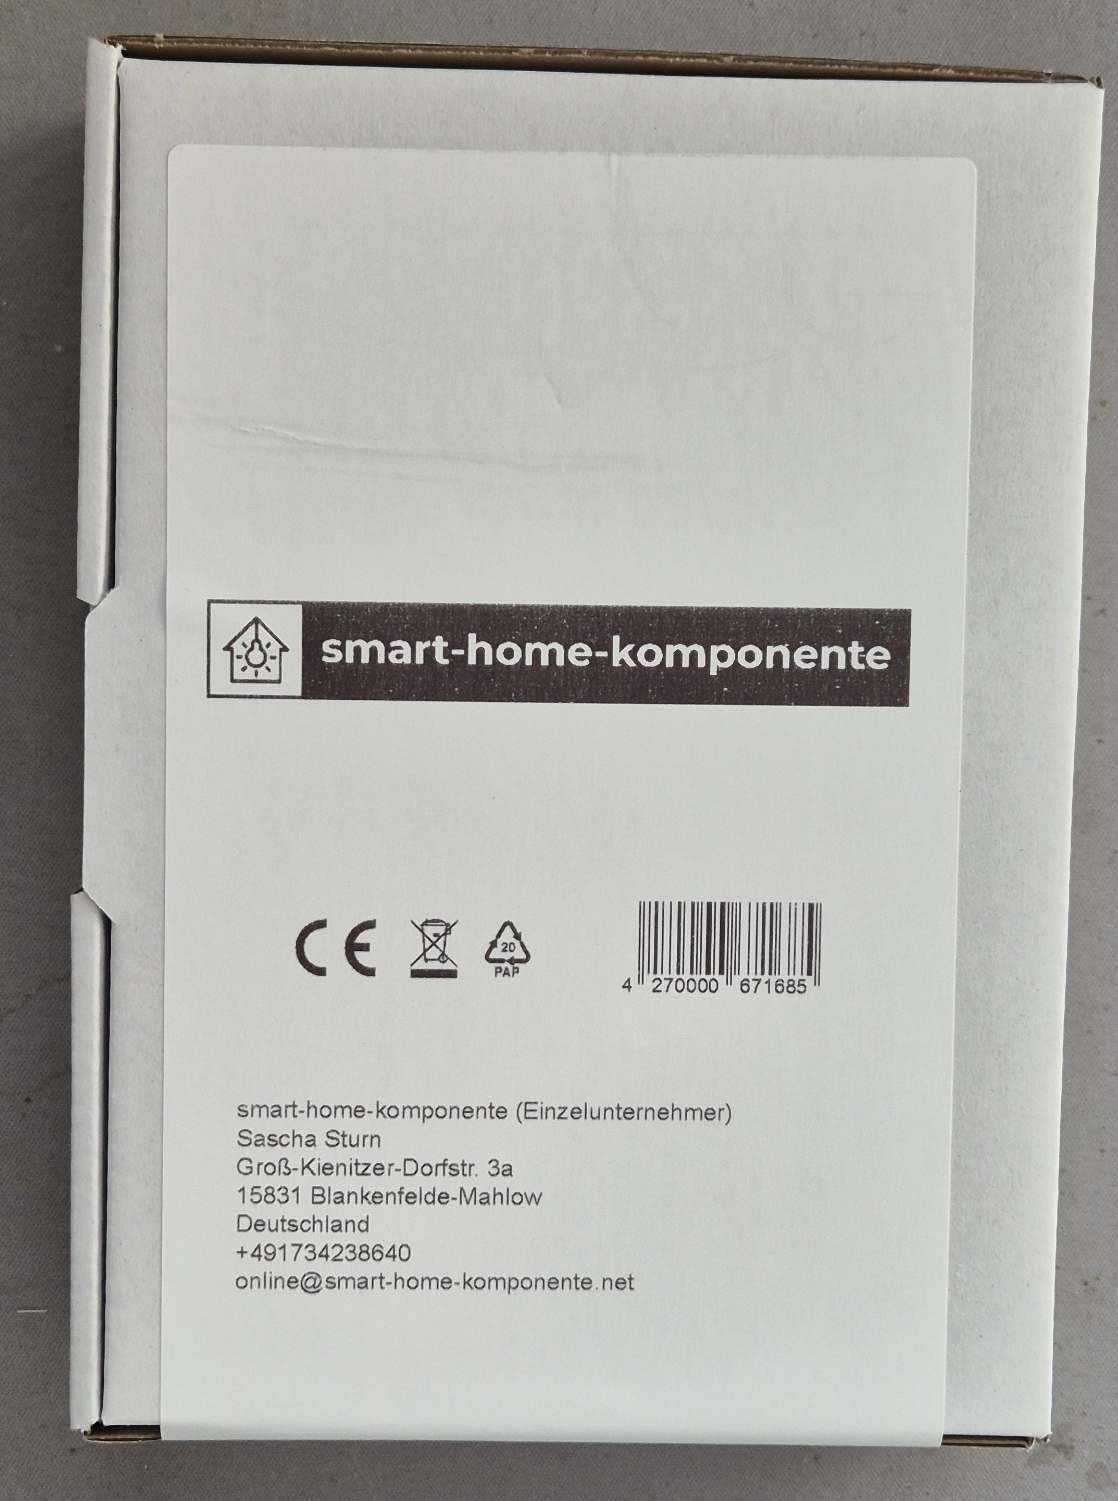 smart-home-komponente
CE
20
PAP
4 270000 671685
smart-home-komponente (Einzelunternehmer)
Sascha Sturn
Groß-Kienitzer-Dorfstr. 3a
15831 Blankenfelde-Mahlow
Deutschland
+491734238640
online@smart-home-komponente.net